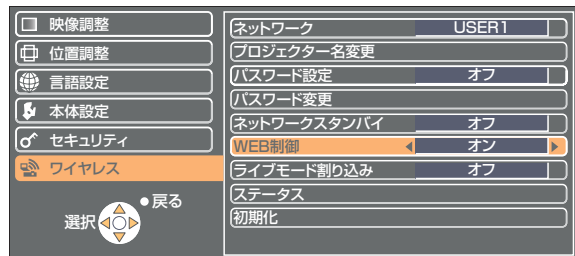 映像調整
位置調整
言語設定
本体設定
セキュリティ
ワイヤレス
戻る
選択
ネットワーク USER1
プロジェクター名変更
パスワード設定 オフ
パスワード変更
ネットワークスタンバイ オフ
WEB制御 オン
ライブモード割り込み オフ
ステータス
初期化